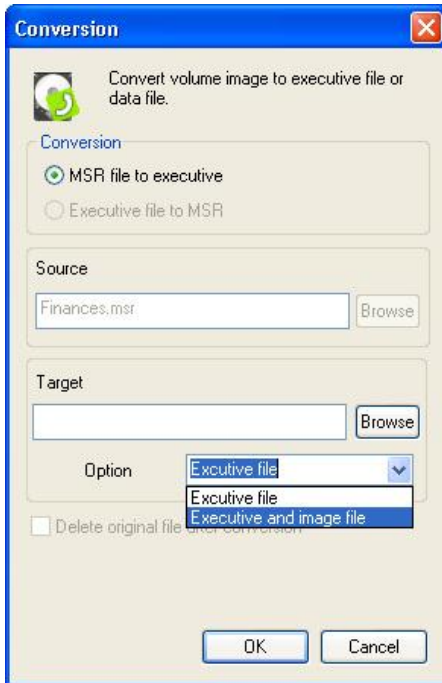 Conversion
Convert volume image to executive file or
data file.
Conversion
MSR file to executive
Executive file to MSR
Source
Finances.msr
Browse
Target
Browse
Option
Excutive file
Excutive file
Executive and image file
Delete original file after conversion
OK
Cancel